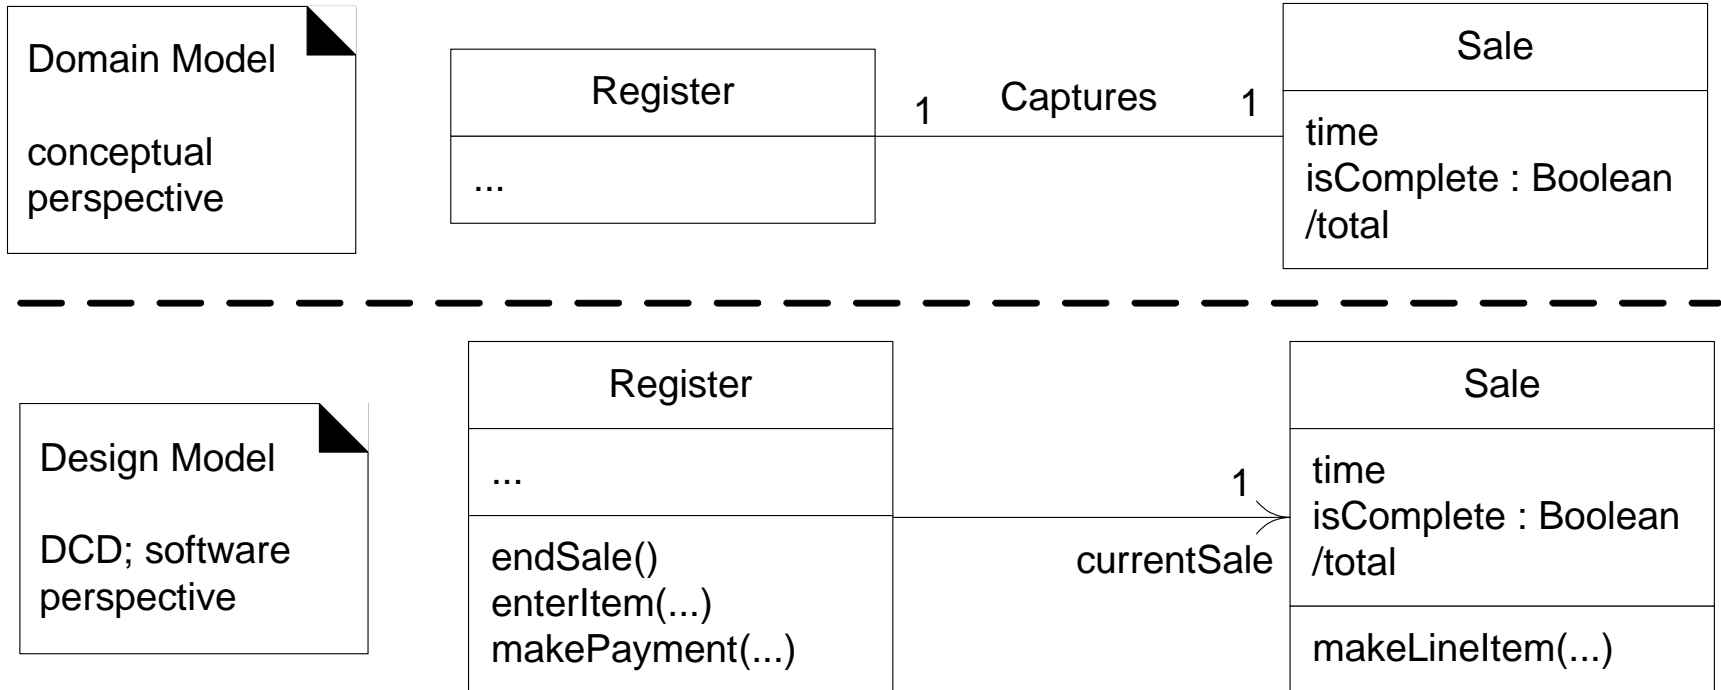 Domain Model
conceptual
perspective
Register
...
1
Captures
1
Sale
time
isComplete : Boolean
/total
Design Model
DCD; software
perspective
Register
...
endSale()
enterItem(...)
makePayment(...)
1
currentSale
Sale
time
isComplete : Boolean
/total
makeLineItem(...)